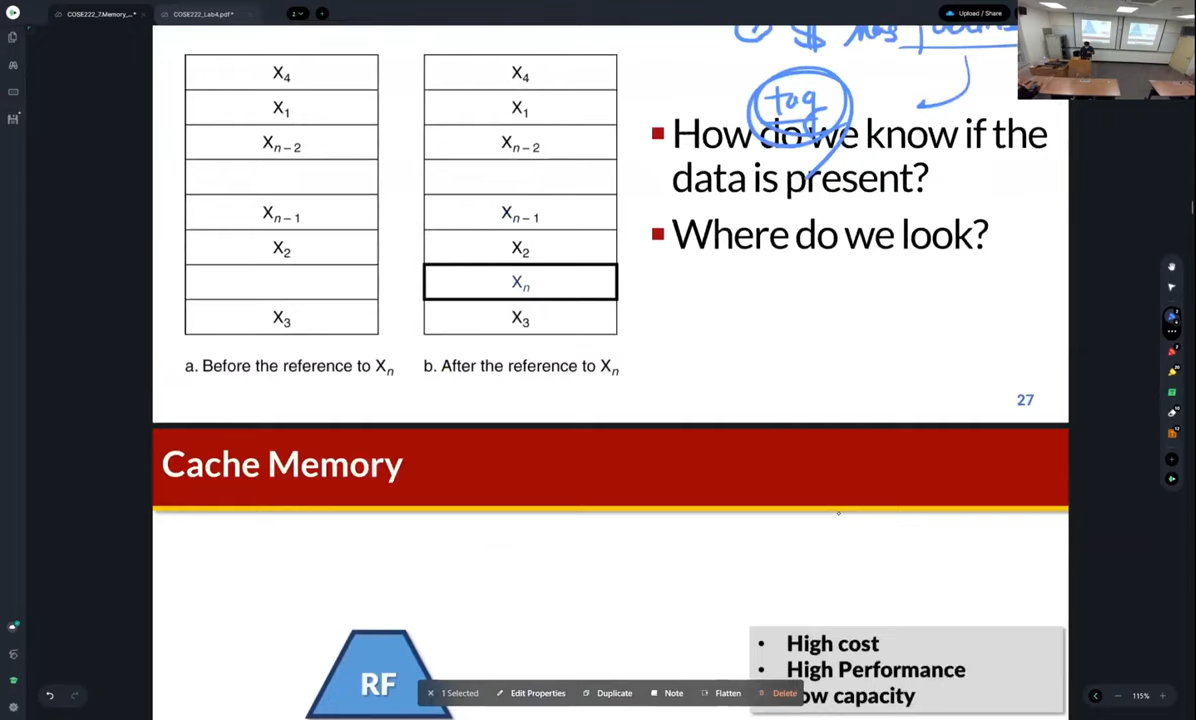 COSE222_7.Memory_...*
COSE222_Lab4.pdf*
2
Upload / Share
$ has
tag
X4
X1
Xn−2
Xn−1
X2
X3
X4
X1
Xn−2
Xn−1
X2
Xn
X3
a. Before the reference to Xn
b. After the reference to Xn
How do we know if the
data is present?
Where do we look?
27
Cache Memory
RF
• High cost
• High Performance
low capacity
1 Selected
Edit Properties
Duplicate
Note
Flatten
Delete
115%